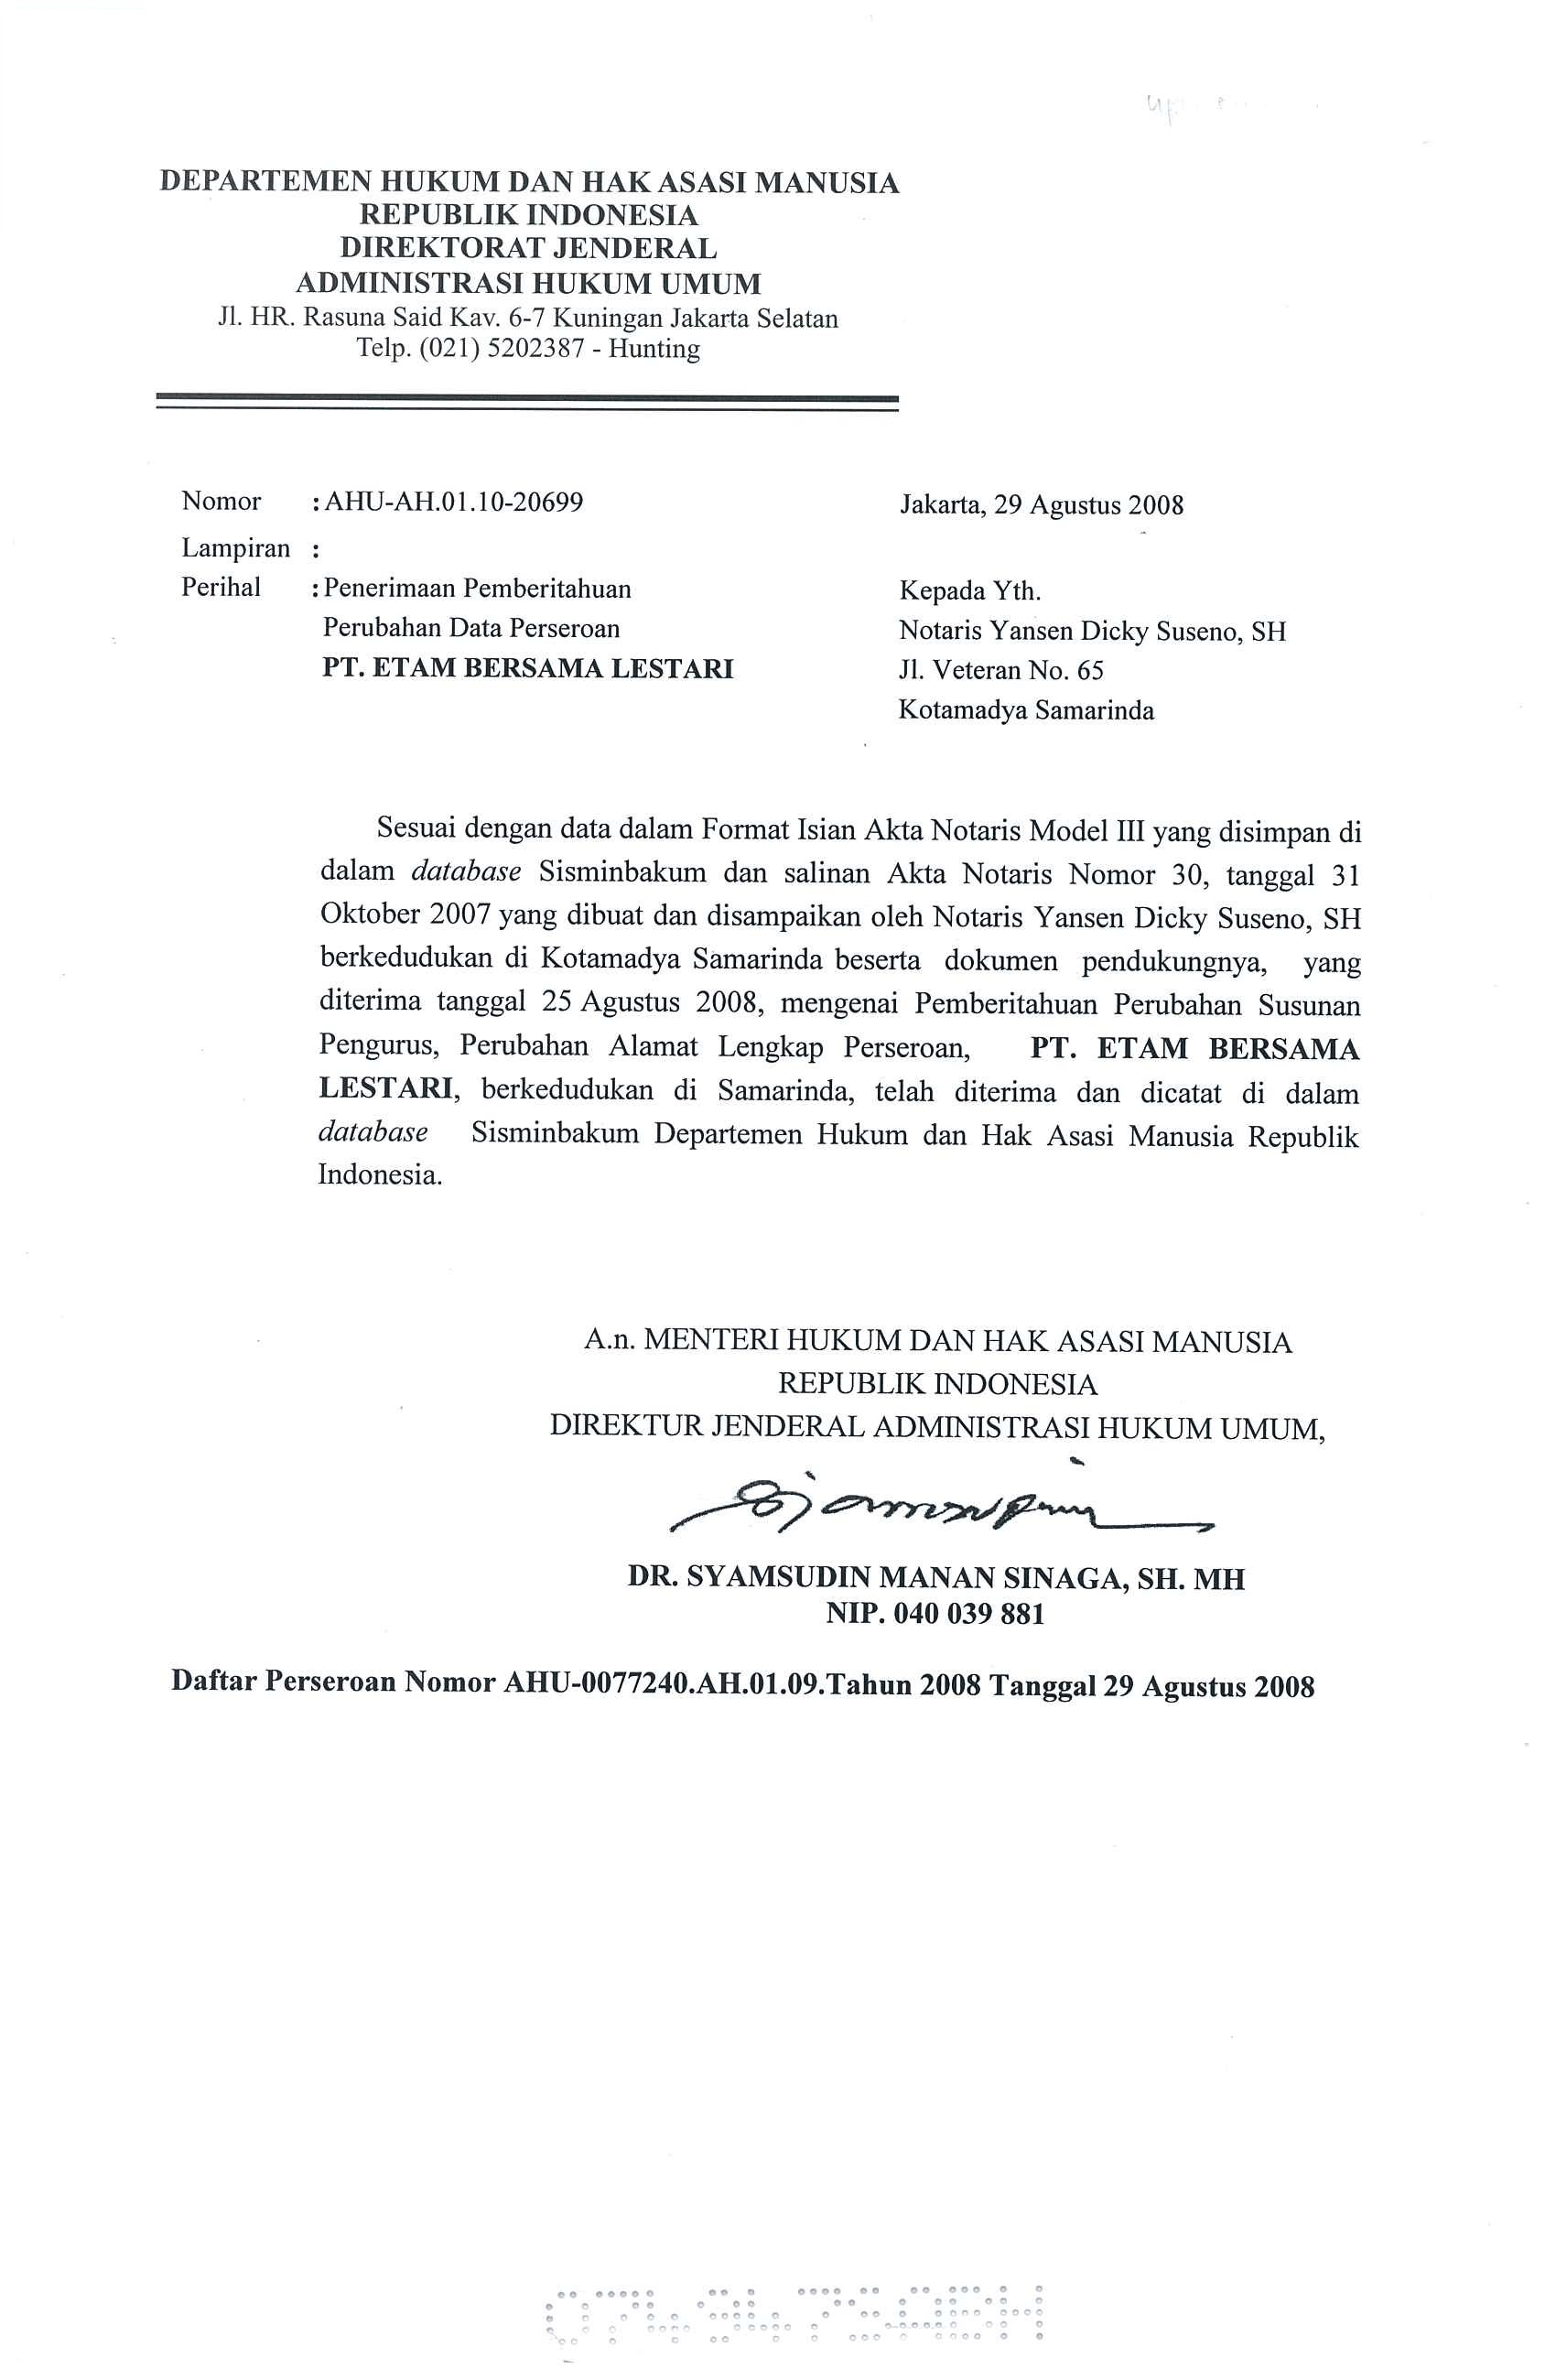 DEPARTEMEN HUKUM DAN HAK ASASI MANUSIA
REPUBLIK INDONESIA
DIREKTORAT JENDERAL
ADMINISTRASI HUKUM UMUM
Jl. HR. Rasuna Said Kav. 6-7 Kuningan Jakarta Selatan
Telp. (021) 5202387 - Hunting
Nomor : AHU-AH.01.10-20699
Jakarta, 29 Agustus 2008
Lampiran :
Perihal : Penerimaan Pemberitahuan
Perubahan Data Perseroan
PT. ETAM BERSAMA LESTARI
Kepada Yth.
Notaris Yansen Dicky Suseno, SH
Jl. Veteran No. 65
Kotamadya Samarinda
Sesuai dengan data dalam Format Isian Akta Notaris Model III yang disimpan di
dalam database Sisminbakum dan salinan Akta Notaris Nomor 30, tanggal 31
Oktober 2007 yang dibuat dan disampaikan oleh Notaris Yansen Dicky Suseno, SH
berkedudukan di Kotamadya Samarinda beserta dokumen pendukungnya, yang
diterima tanggal 25 Agustus 2008, mengenai Pemberitahuan Perubahan Susunan
Pengurus, Perubahan Alamat Lengkap Perseroan, PT. ETAM BERSAMA
LESTARI, berkedudukan di Samarinda, telah diterima dan dicatat di dalam
database Sisminbakum Departemen Hukum dan Hak Asasi Manusia Republik
Indonesia.
A.n. MENTERI HUKUM DAN HAK ASASI MANUSIA
REPUBLIK INDONESIA
DIREKTUR JENDERAL ADMINISTRASI HUKUM UMUM,
DR. SYAMSUDIN MANAN SINAGA, SH. MH
NIP. 040 039 881
Daftar Perseroan Nomor AHU-0077240.AH.01.09.Tahun 2008 Tanggal 29 Agustus 2008